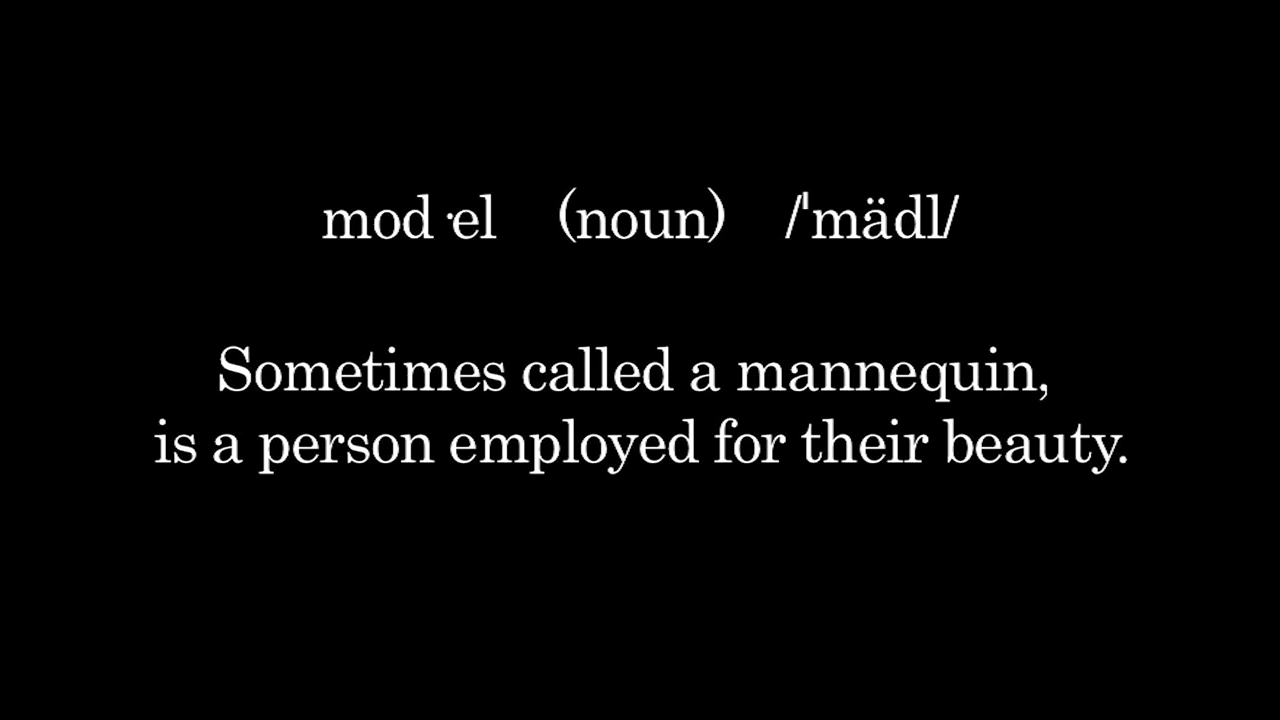 mod·el (noun) /ˈmädl/
Sometimes called a mannequin,
is a person employed for their beauty.